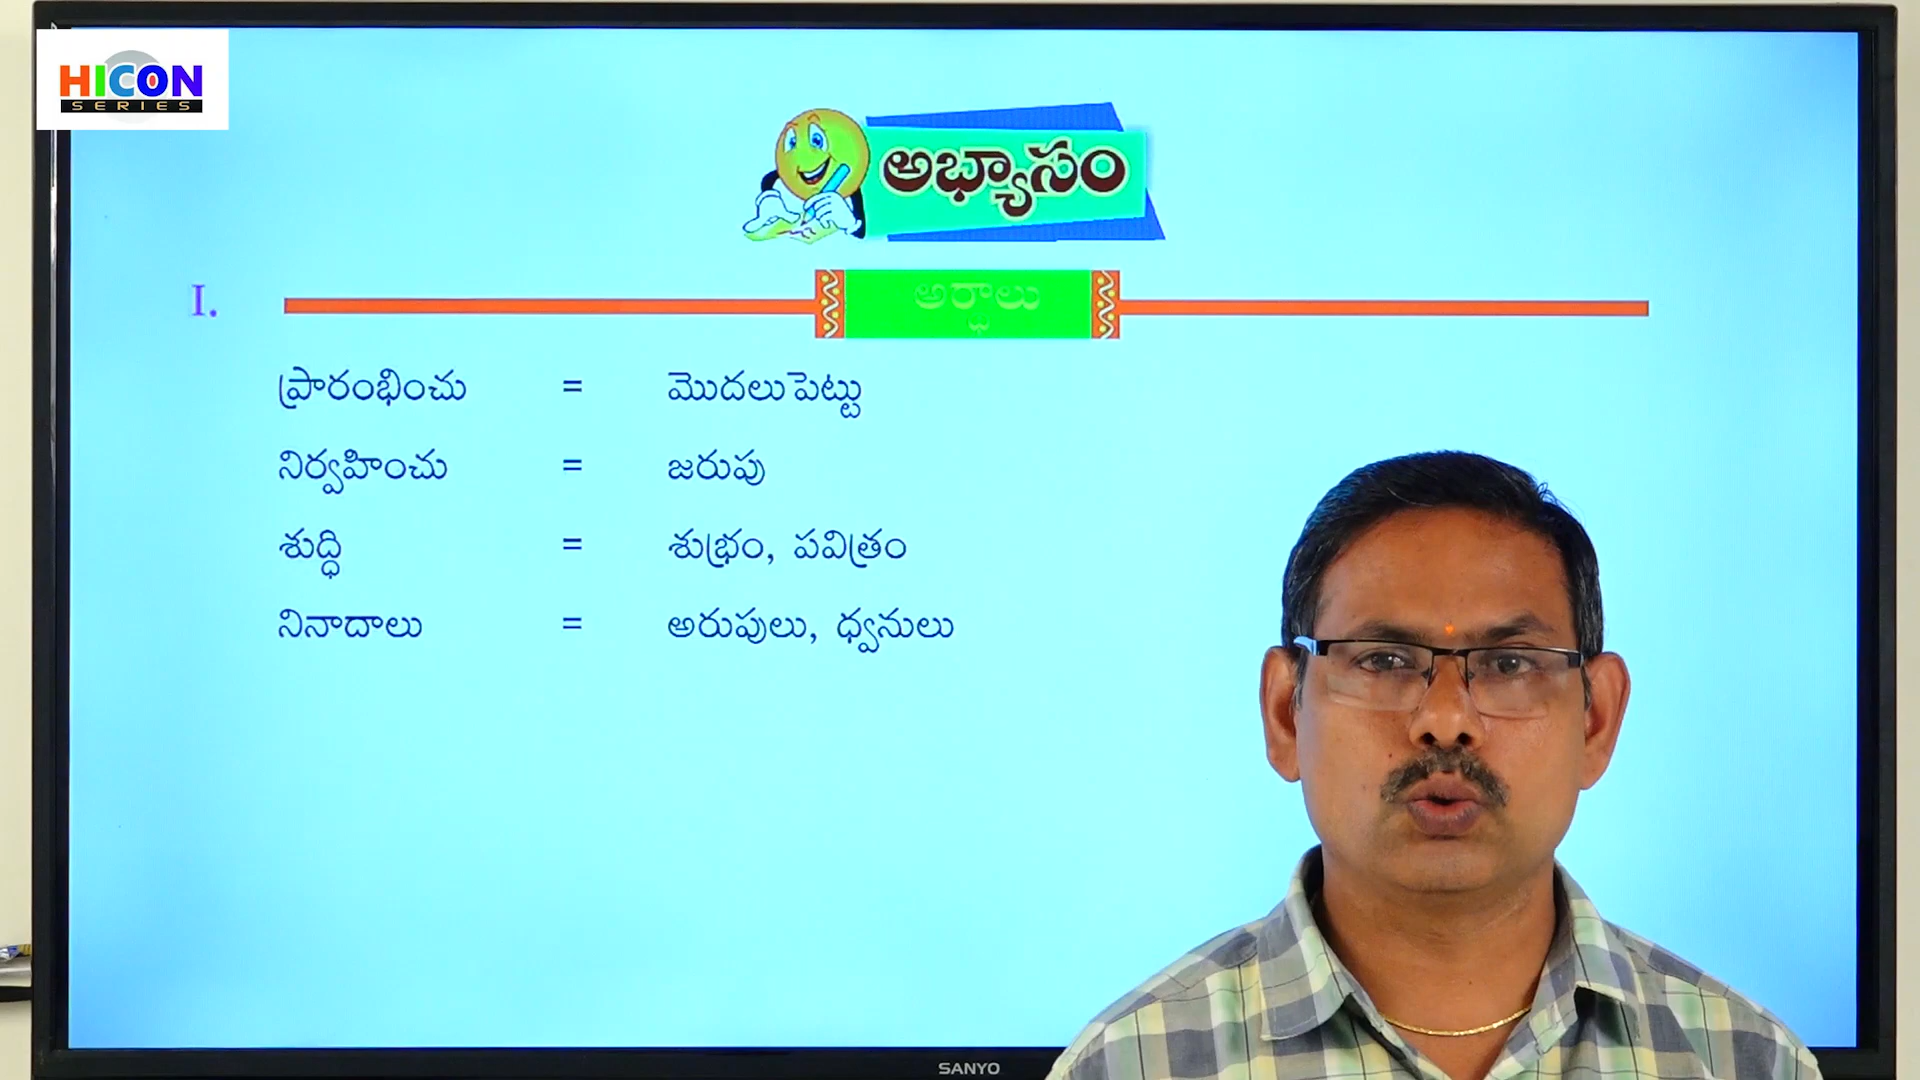 HICON
SERIES
అభ్యాసం
I.
అర్థాలు
ప్రారంభించు = మొదలుపెట్టు
నిర్వహించు = జరుపు
శుద్ధి = శుభ్రం, పవిత్రం
నినాదాలు = అరుపులు, ధ్వనులు
SANYO